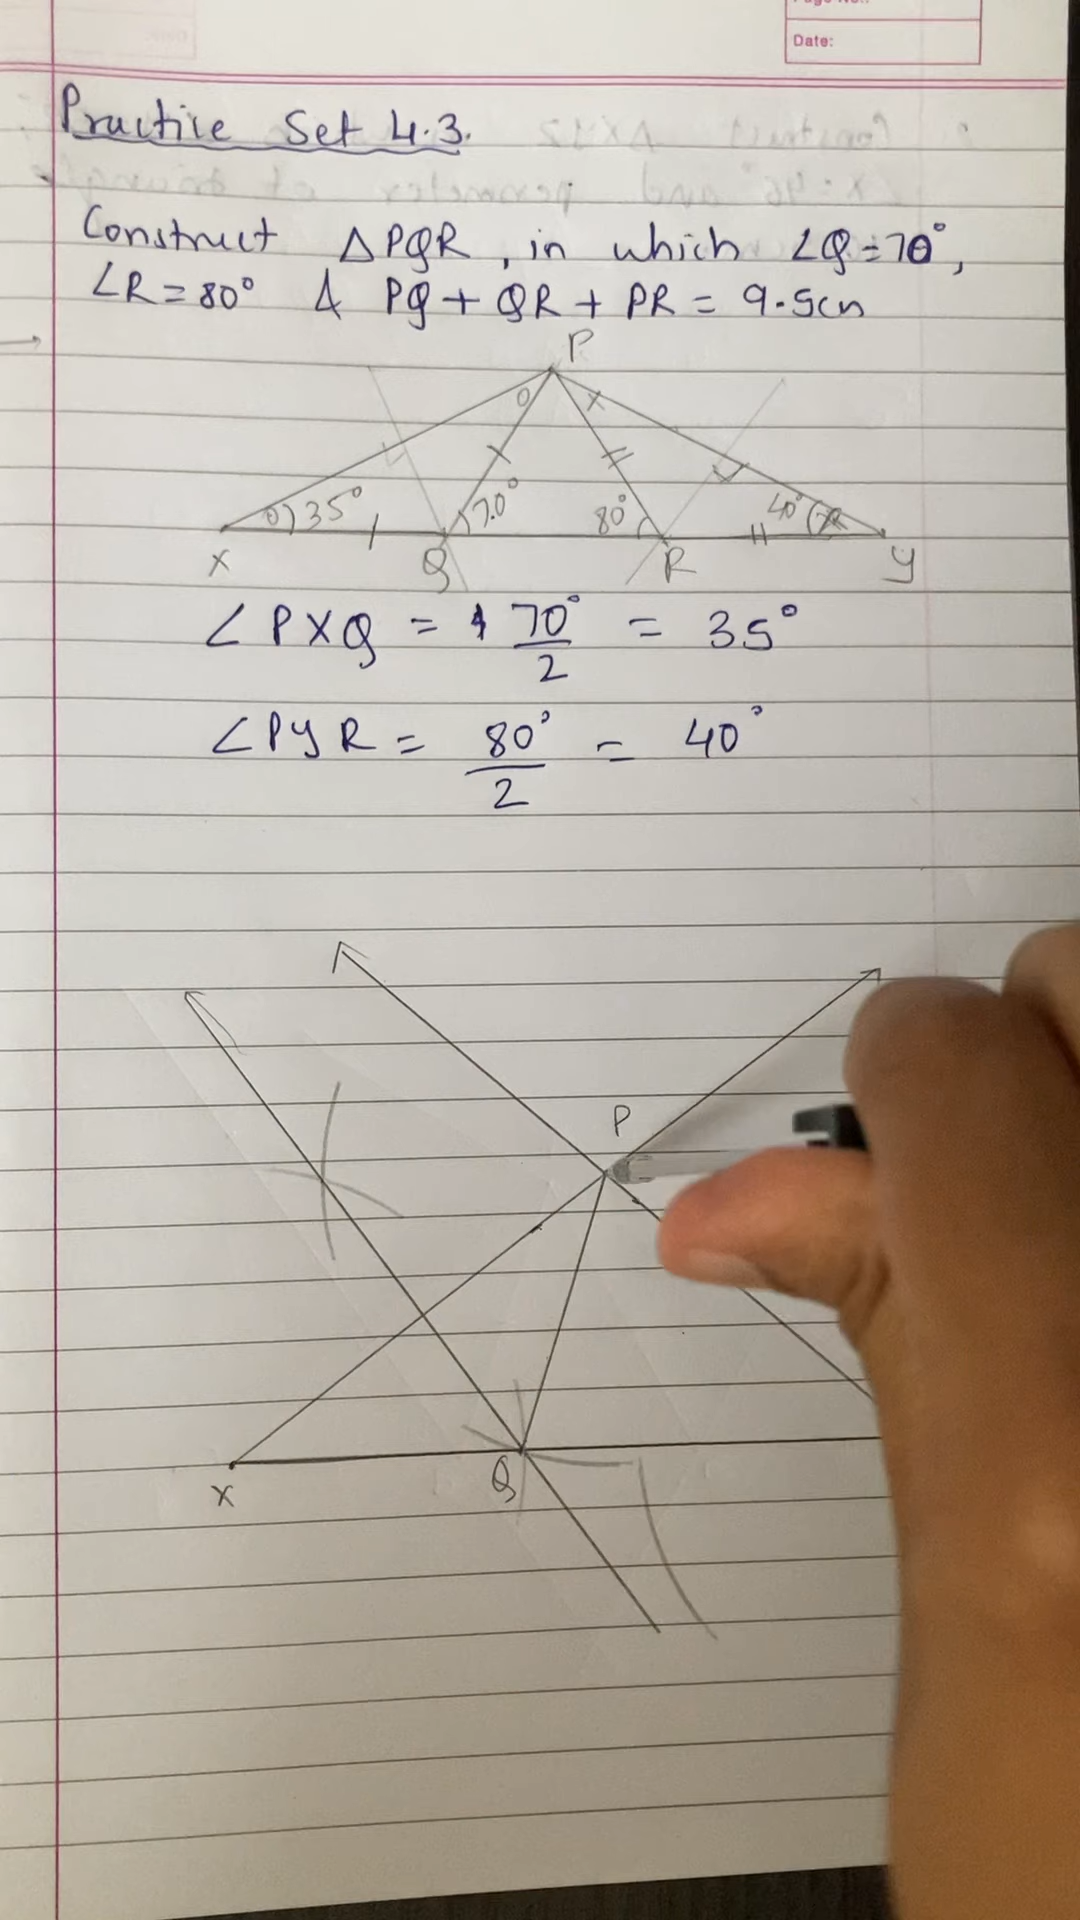 Date:
Practice Set 4.3.
Construct △PQR, in which ∠Q=70°,
∠R=80° & PQ+QR+PR=9.5cm
P
o x
o) 35° 70° 80° 40° (x
X Q R Y
∠PXQ = 70°/2 = 35°
∠PYR = 80°/2 = 40°
P
X Q